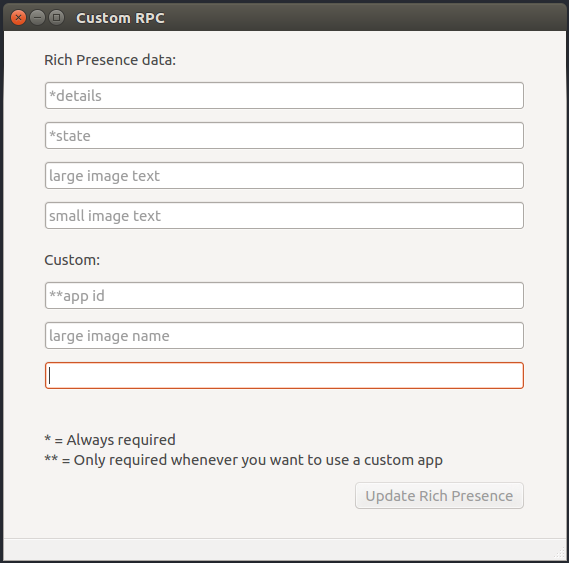 Custom RPC
Rich Presence data:
*details
*state
large image text
small image text
Custom:
**app id
large image name
* = Always required
** = Only required whenever you want to use a custom app
Update Rich Presence